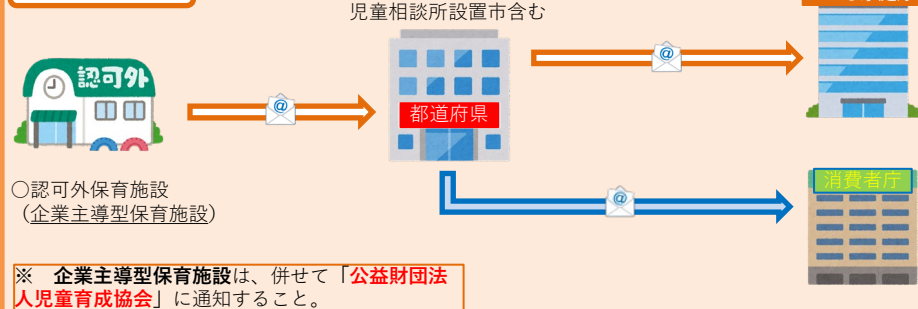 児童相談所設置市含む
認可外
都道府県
消費者庁
○認可外保育施設
（企業主導型保育施設）
※　企業主導型保育施設は、併せて「公益財団法
人児童育成協会」に通知すること。